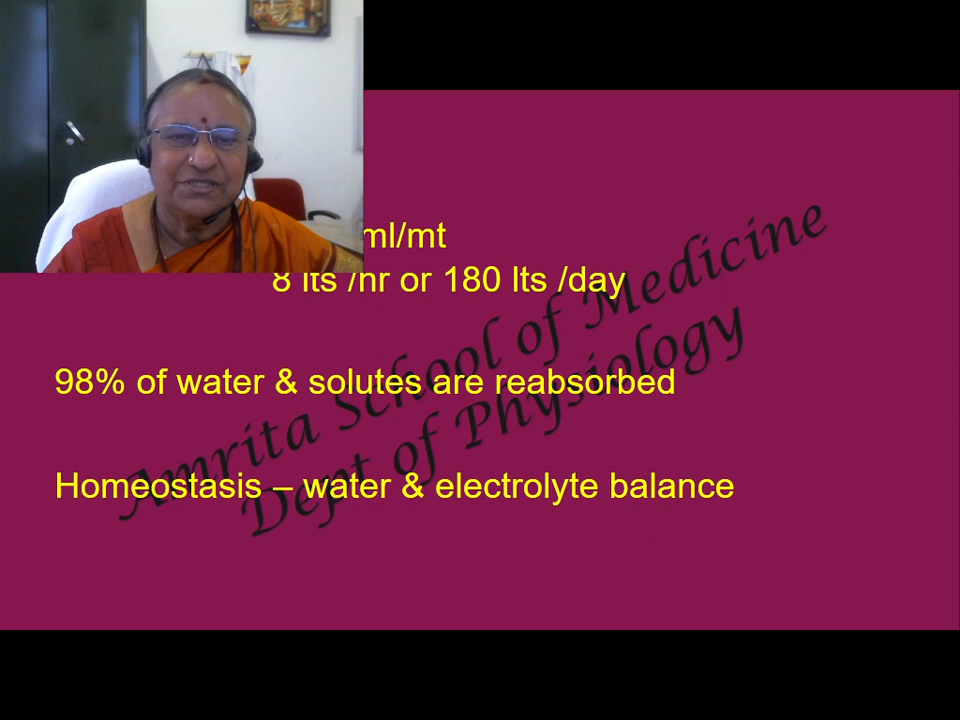 ml/mt
8 lts /hr or 180 lts /day
98% of water & solutes are reabsorbed
Homeostasis – water & electrolyte balance
Amrita School of Medicine
Dept of Physiology